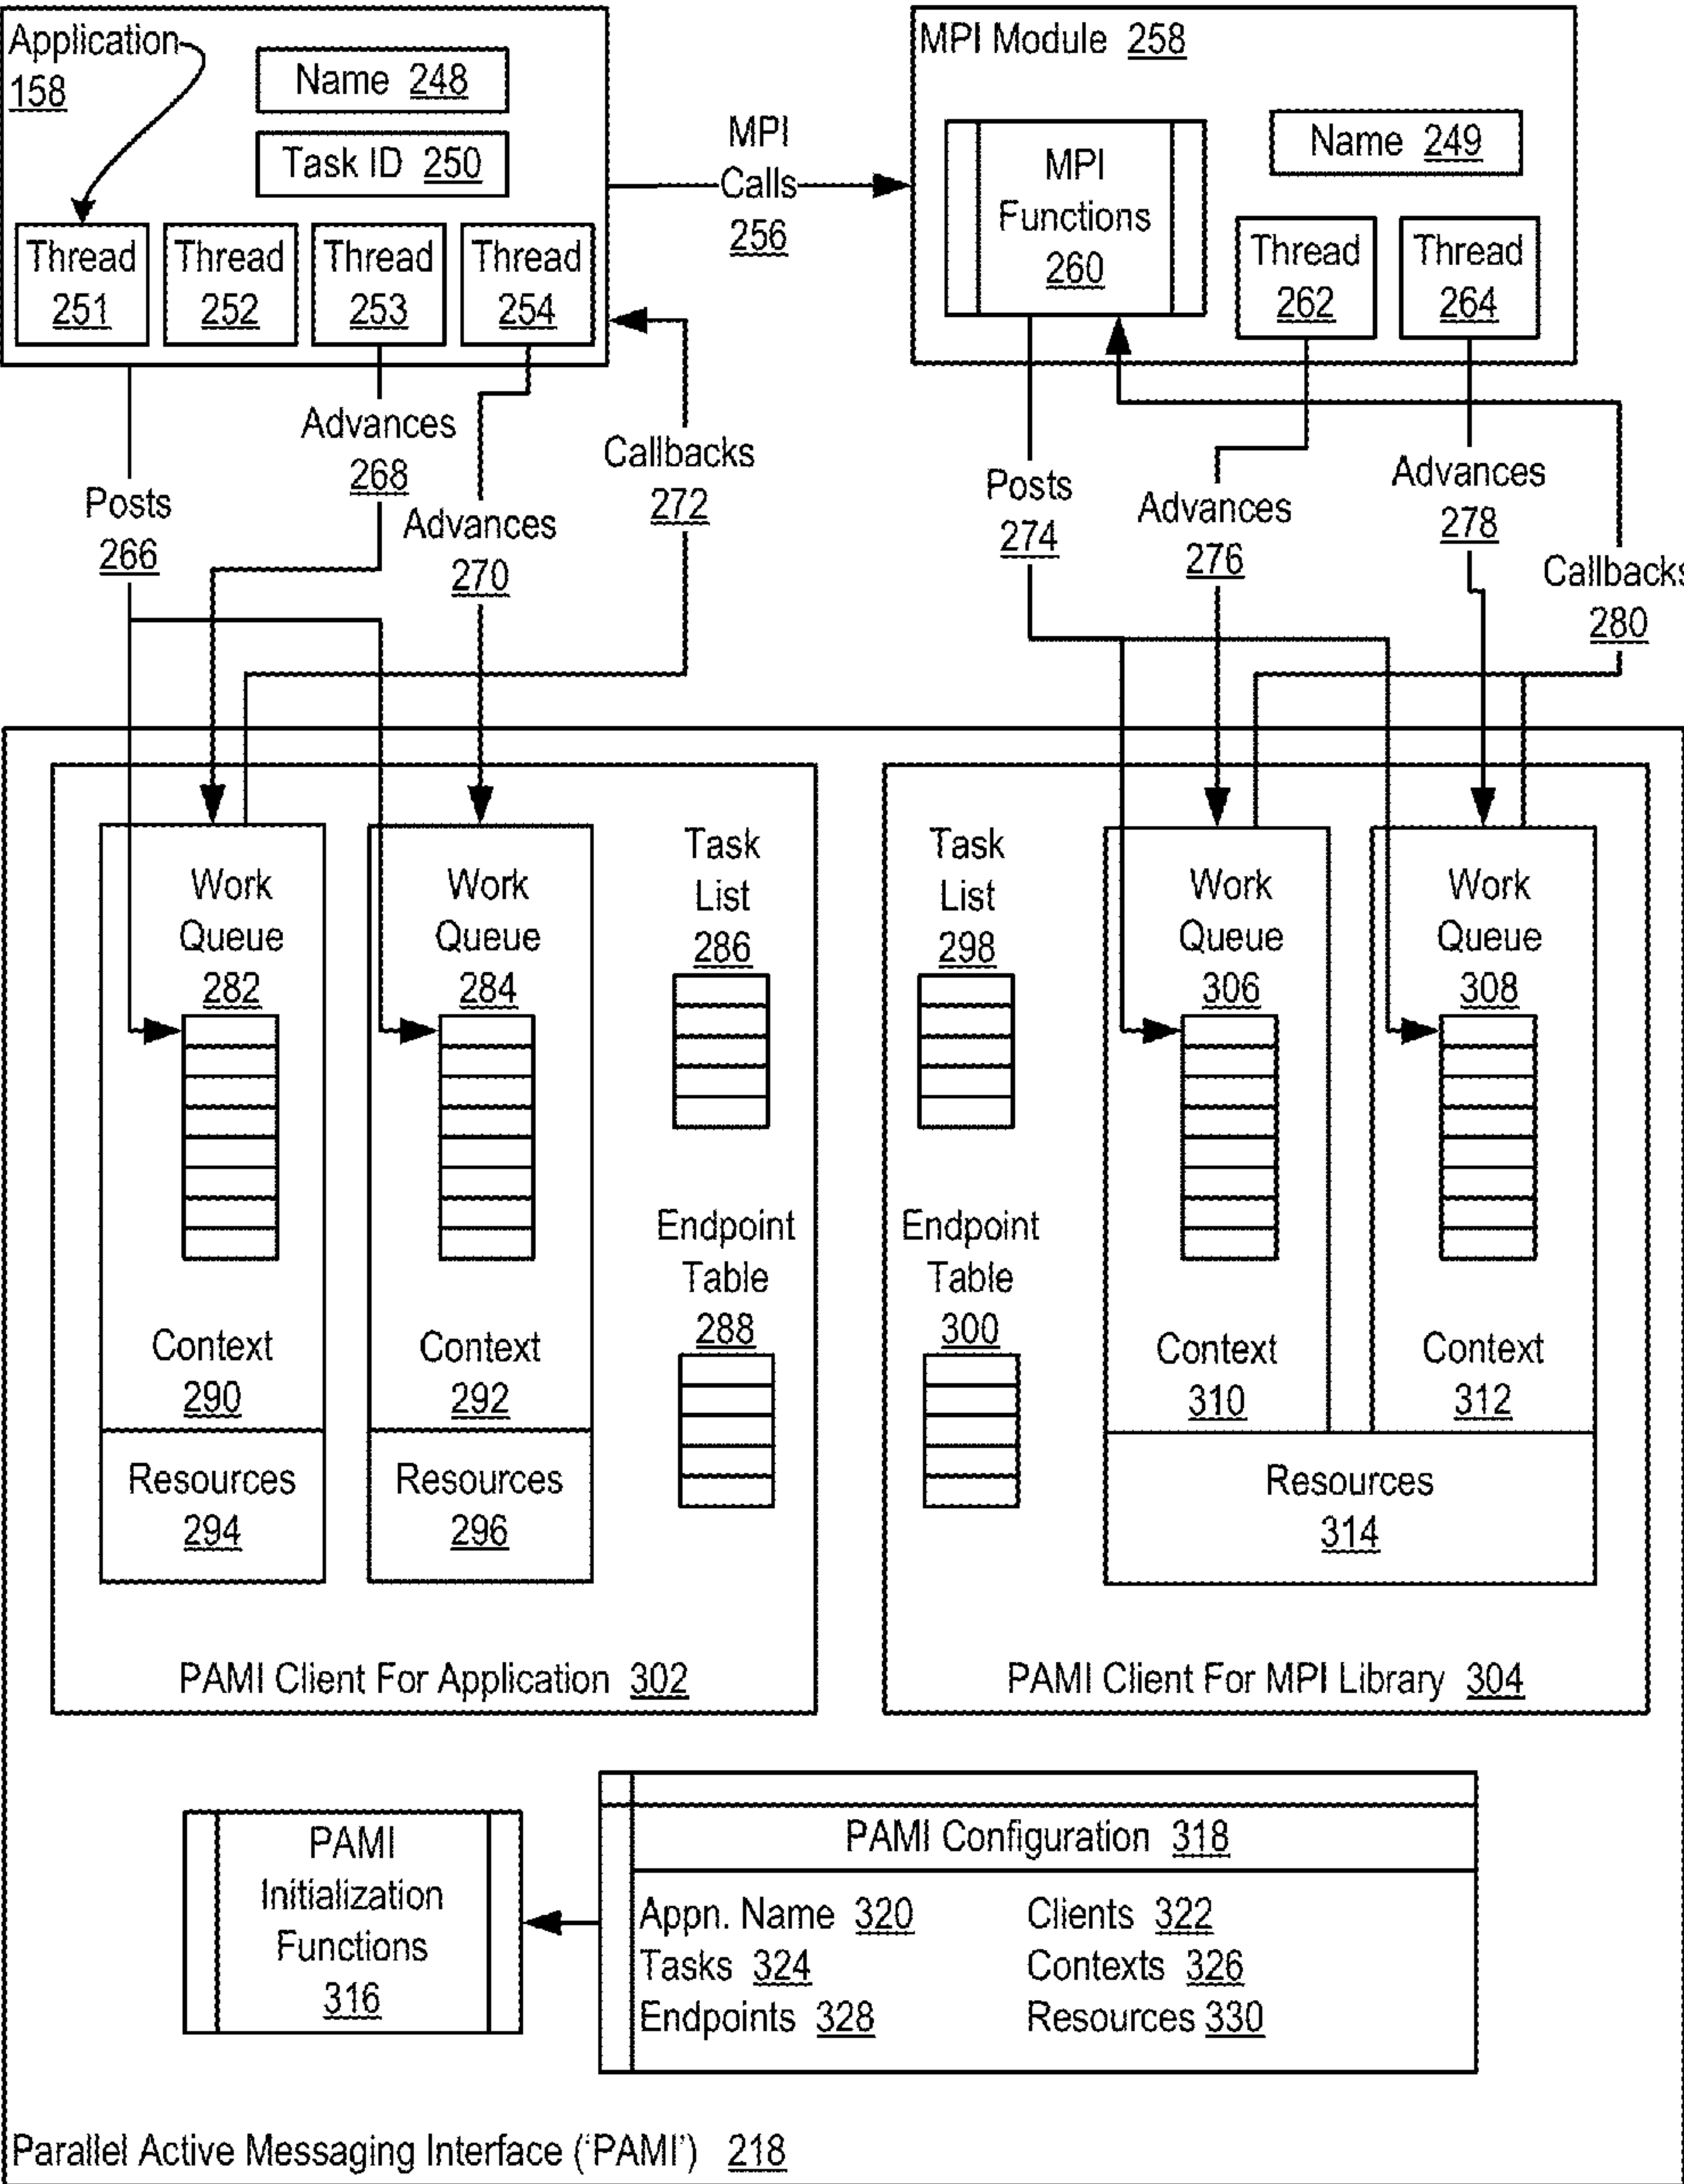 Application
158
Name 248
Task ID 250
Thread
251
Thread
252
Thread
253
Thread
254
MPI
Calls
256
MPI Module 258
MPI
Functions
260
Name 249
Thread
262
Thread
264
Posts
266
Advances
268
Advances
270
Callbacks
272
Posts
274
Advances
276
Advances
278
Callbacks
280
Work
Queue
282
Work
Queue
284
Task
List
286
Endpoint
Table
288
Context
290
Context
292
Resources
294
Resources
296
PAMI Client For Application 302
Task
List
298
Endpoint
Table
300
Work
Queue
306
Work
Queue
308
Context
310
Context
312
Resources
314
PAMI Client For MPI Library 304
PAMI
Initialization
Functions
316
PAMI Configuration 318
Appn. Name 320 Clients 322
Tasks 324 Contexts 326
Endpoints 328 Resources 330
Parallel Active Messaging Interface (‘PAMI’) 218